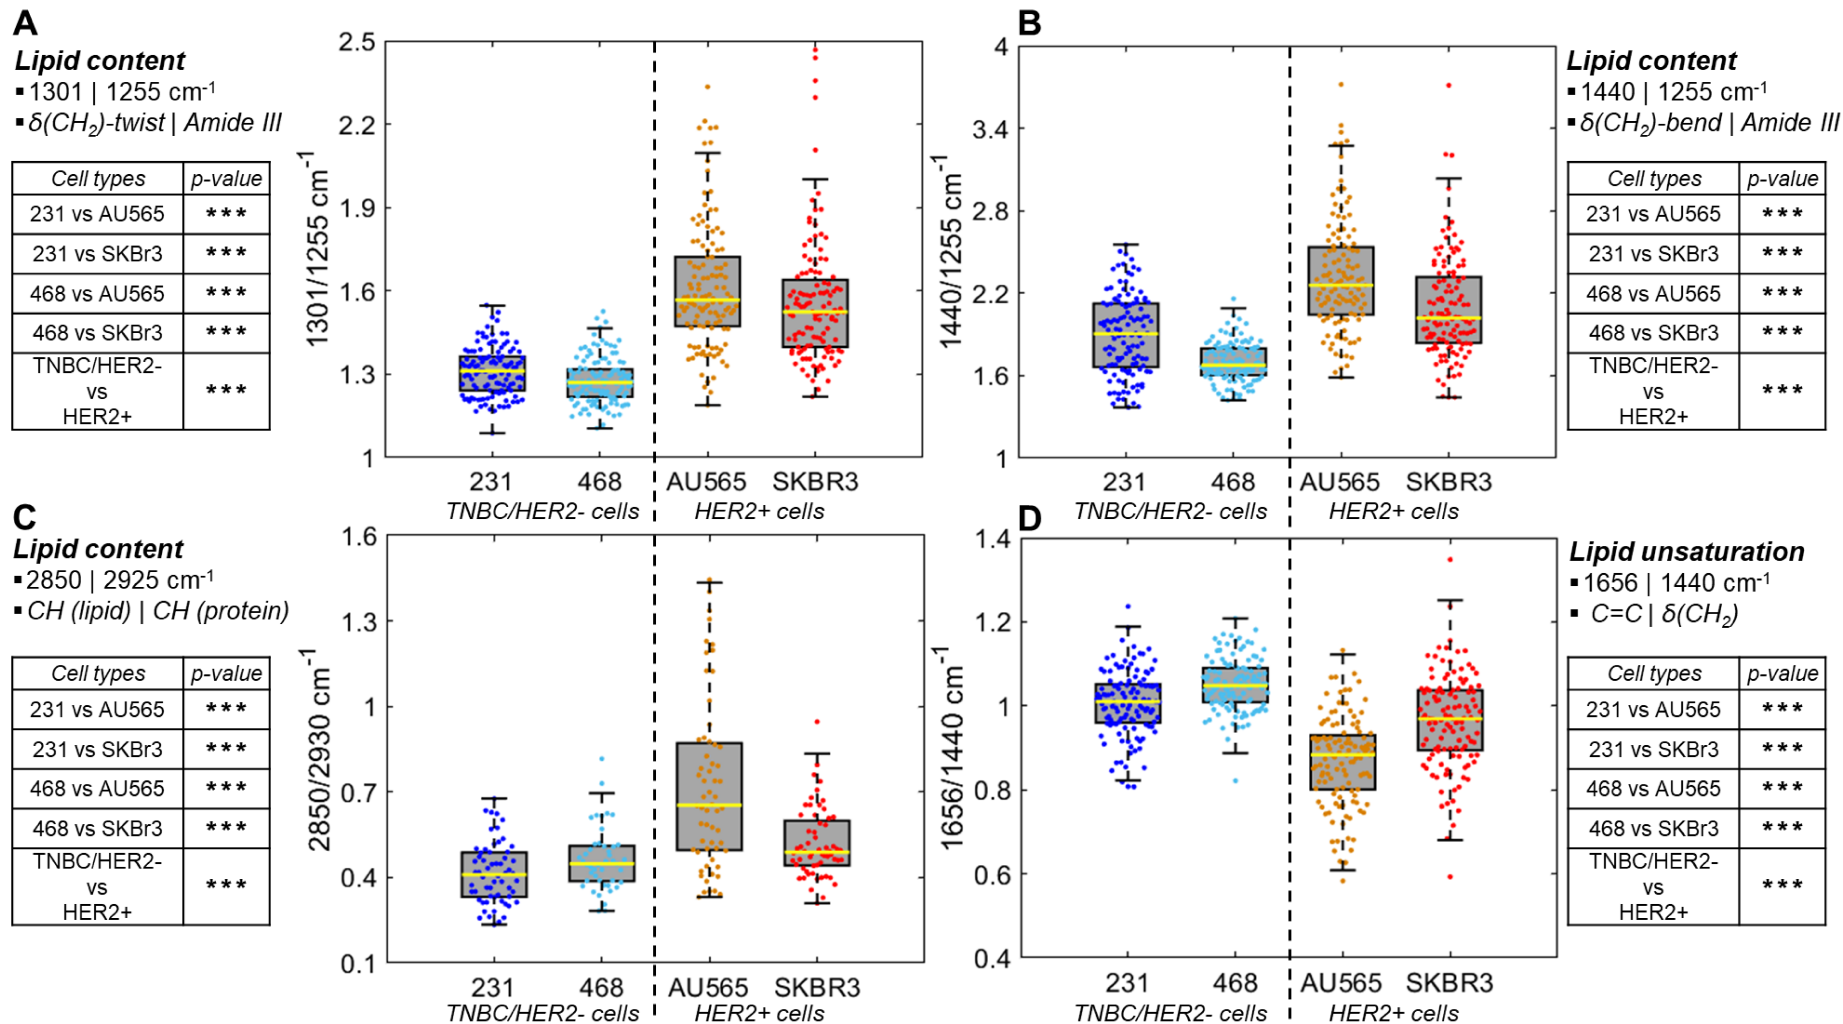 A
Lipid content
▪ 1301 | 1255 cm-1
▪ δ(CH2)-twist | Amide III
Cell types p-value
231 vs AU565 ***
231 vs SKBr3 ***
468 vs AU565 ***
468 vs SKBr3 ***
TNBC/HER2-
vs
HER2+
***
1301/1255 cm-1
2.5
2.2
1.9
1.6
1.3
1
231 468 AU565 SKBR3
TNBC/HER2- cells HER2+ cells
B
1440/1255 cm-1
4
3.4
2.8
2.2
1.6
1
231 468 AU565 SKBR3
TNBC/HER2- cells HER2+ cells
Lipid content
▪ 1440 | 1255 cm-1
▪ δ(CH2)-bend | Amide III
Cell types p-value
231 vs AU565 ***
231 vs SKBr3 ***
468 vs AU565 ***
468 vs SKBr3 ***
TNBC/HER2-
vs
HER2+
***
C
Lipid content
▪ 2850 | 2925 cm-1
▪ CH (lipid) | CH (protein)
Cell types p-value
231 vs AU565 ***
231 vs SKBr3 ***
468 vs AU565 ***
468 vs SKBr3 ***
TNBC/HER2-
vs
HER2+
***
2850/2930 cm-1
1.6
1.3
1
0.7
0.4
0.1
231 468 AU565 SKBR3
TNBC/HER2- cells HER2+ cells
D
1656/1440 cm-1
1.4
1.2
1
0.8
0.6
0.4
231 468 AU565 SKBR3
TNBC/HER2- cells HER2+ cells
Lipid unsaturation
▪ 1656 | 1440 cm-1
▪ C=C | δ(CH2)
Cell types p-value
231 vs AU565 ***
231 vs SKBr3 ***
468 vs AU565 ***
468 vs SKBr3 ***
TNBC/HER2-
vs
HER2+
***